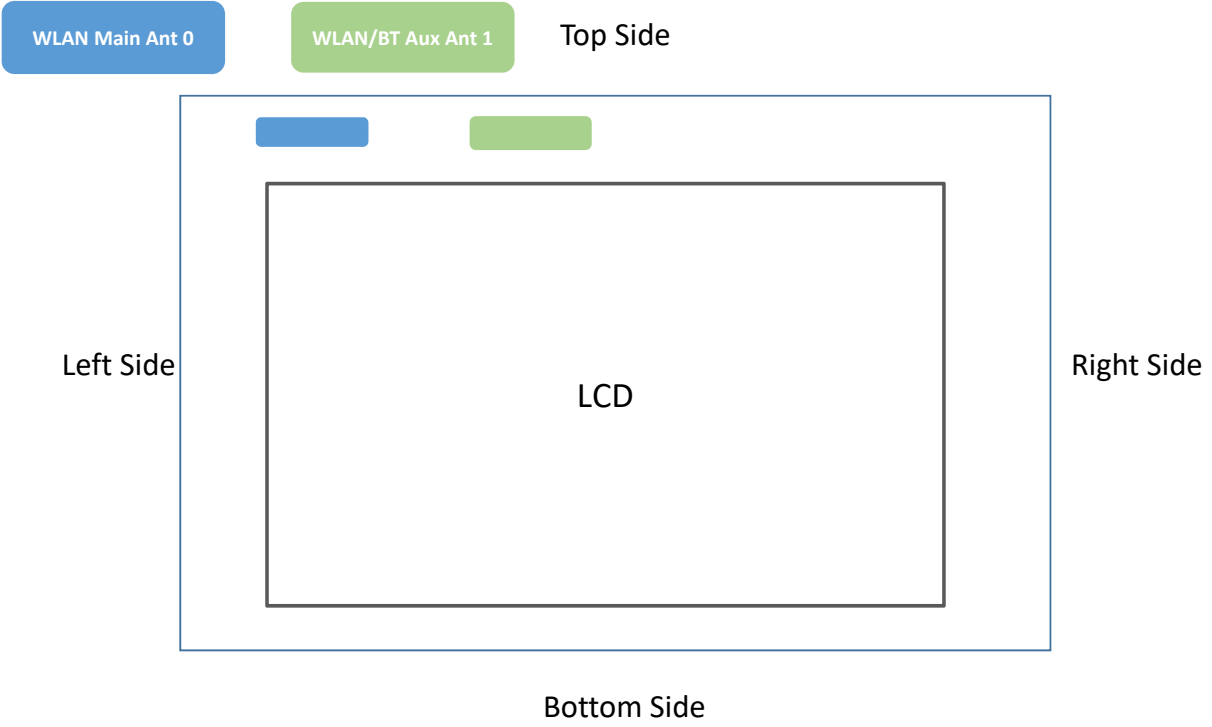 WLAN Main Ant 0
WLAN/BT Aux Ant 1
Top Side
Left Side
LCD
Right Side
Bottom Side